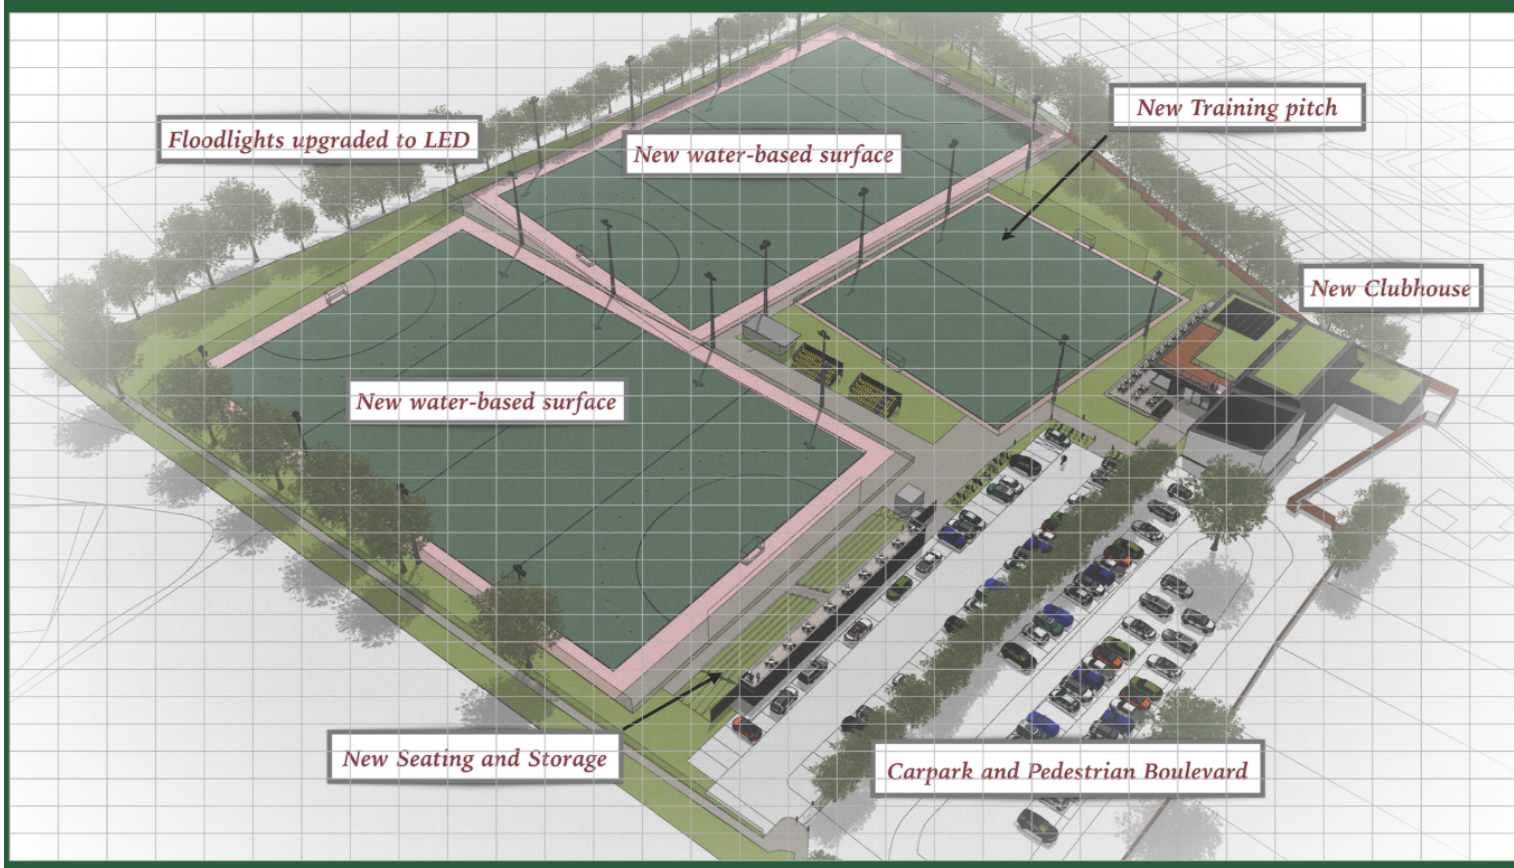 New Training pitch
Floodlights upgraded to LED
New water-based surface
New Clubhouse
New water-based surface
New Seating and Storage
Carpark and Pedestrian Boulevard